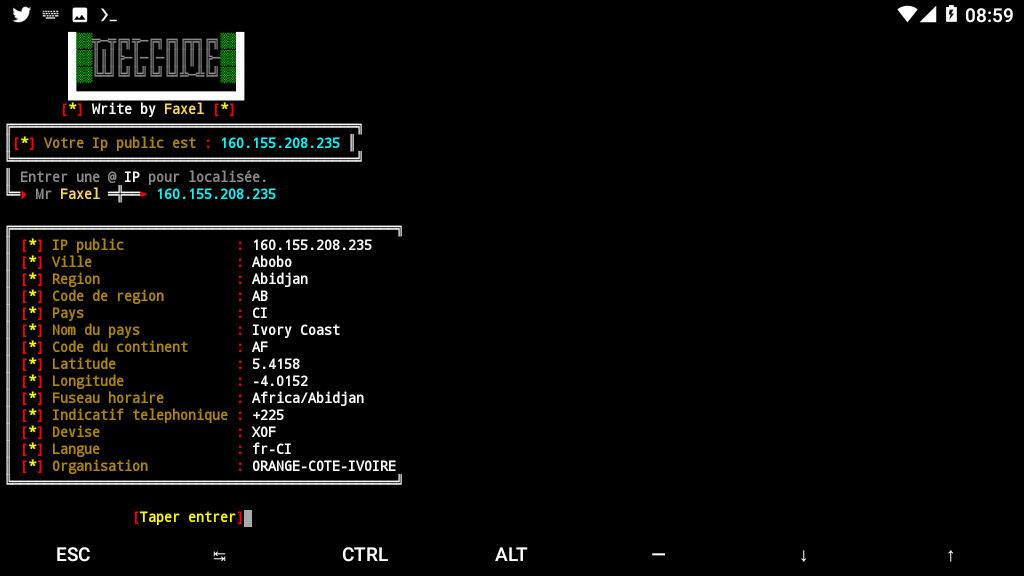 08:59
WELCOME
[*] Write by Faxel [*]
[*] Votre Ip public est : 160.155.208.235
Entrer une @ IP pour localisée.
Mr Faxel 160.155.208.235
[*] IP public : 160.155.208.235
[*] Ville : Abobo
[*] Region : Abidjan
[*] Code de region : AB
[*] Pays : CI
[*] Nom du pays : Ivory Coast
[*] Code du continent : AF
[*] Latitude : 5.4158
[*] Longitude : -4.0152
[*] Fuseau horaire : Africa/Abidjan
[*] Indicatif telephonique : +225
[*] Devise : XOF
[*] Langue : fr-CI
[*] Organisation : ORANGE-COTE-IVOIRE
[Taper entrer]
ESC ↹ CTRL ALT — ↓ ↑